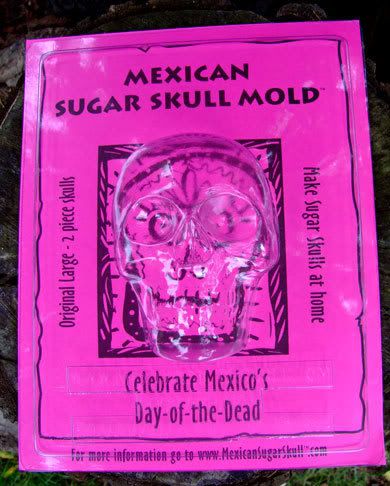 MEXICAN
SUGAR SKULL MOLD™
Original Large - 2 piece skulls
Make Sugar Skulls at home
Celebrate Mexico's
Day-of-the-Dead
For more information go to www.MexicanSugarSkull™.com